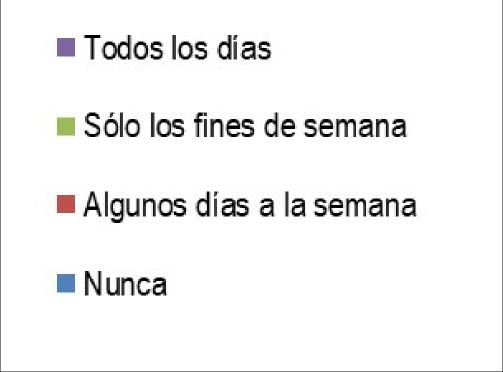 Todos los días
Sólo los fines de semana
Algunos días a la semana
Nunca